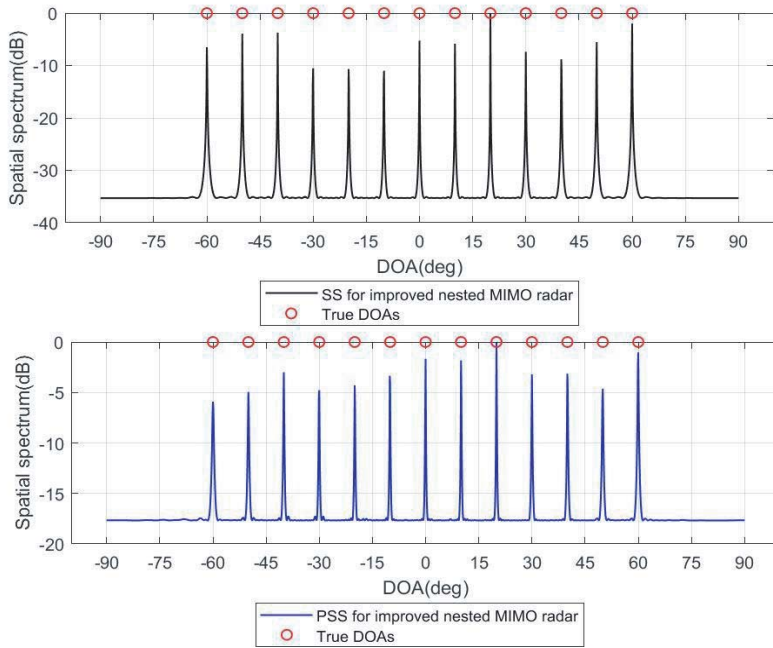 0
-10
-20
-30
-40
Spatial spectrum(dB)
-90 -75 -60 -45 -30 -15 0 15 30 45 60 75 90
DOA(deg)
SS for improved nested MIMO radar
True DOAs
0
-5
-10
-15
-20
Spatial spectrum(dB)
-90 -75 -60 -45 -30 -15 0 15 30 45 60 75 90
DOA(deg)
PSS for improved nested MIMO radar
True DOAs